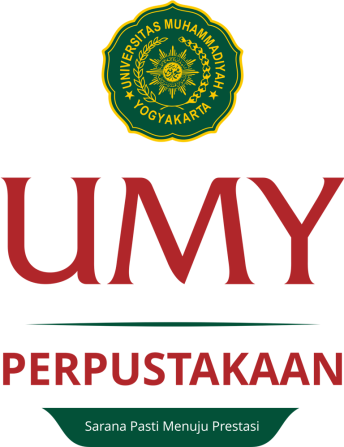 UNIVERSITAS MUHAMMADIYAH
YOGYAKARTA
UMY
PERPUSTAKAAN
Sarana Pasti Menuju Prestasi